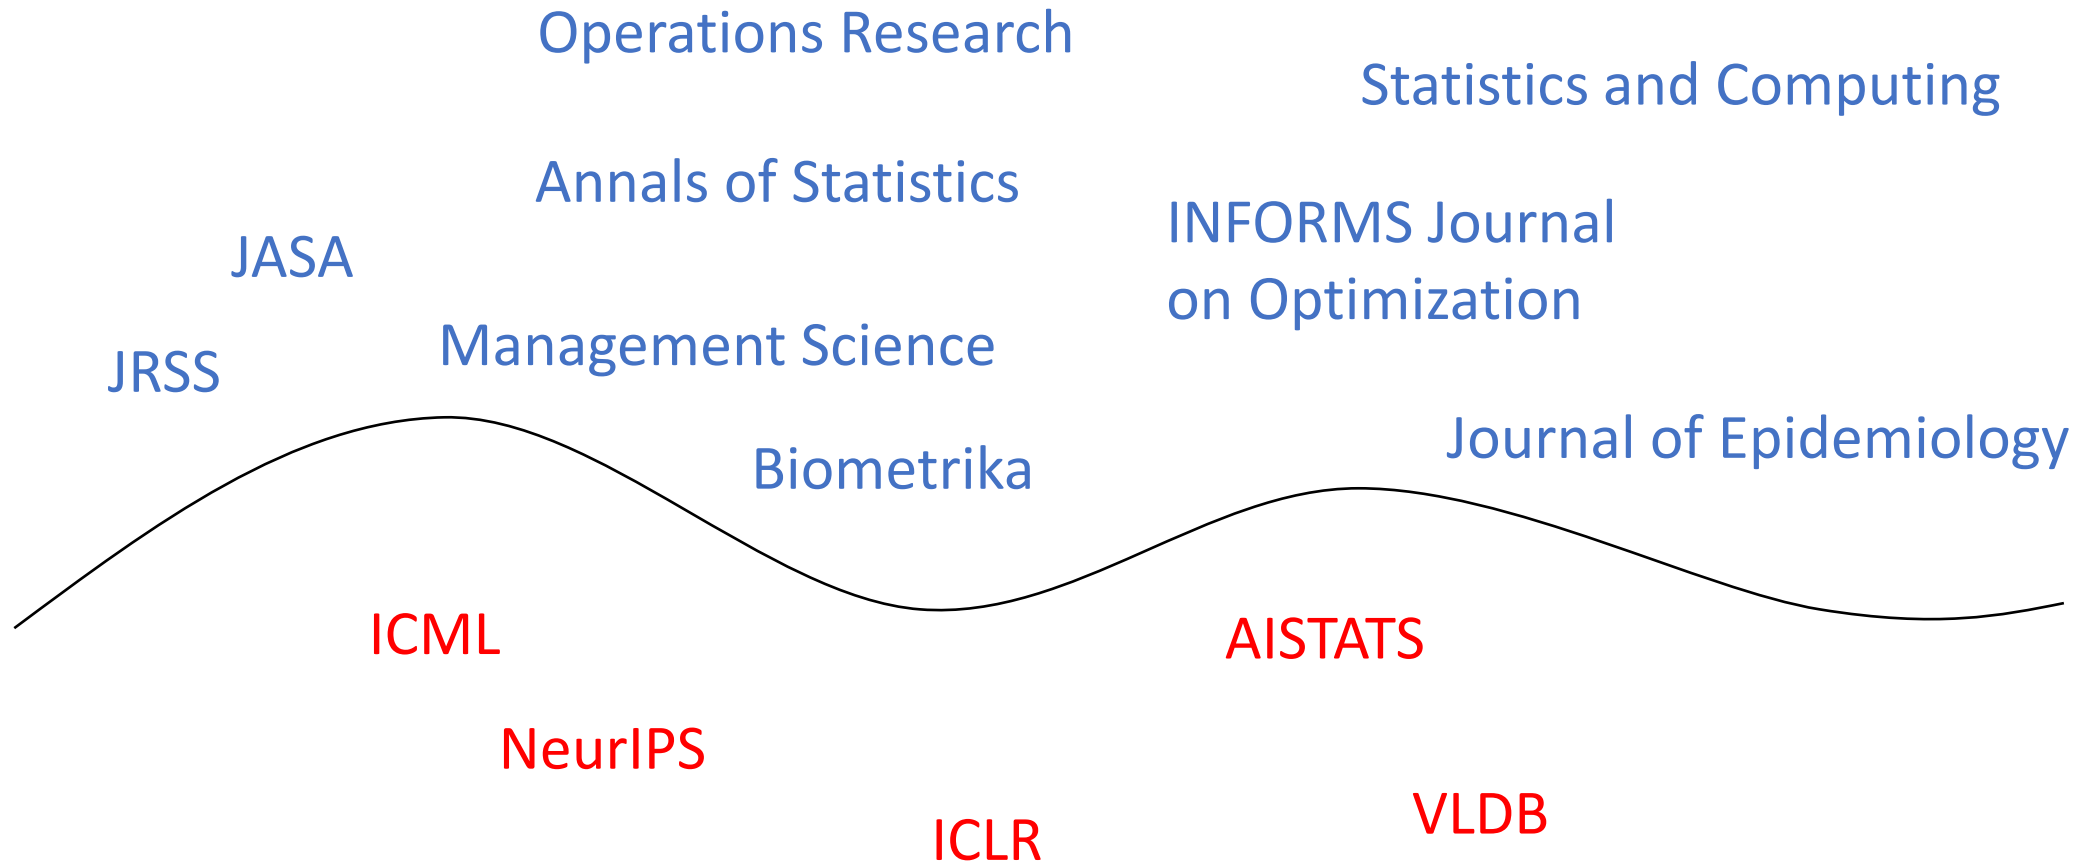 Operations Research
Statistics and Computing
Annals of Statistics
INFORMS Journal
on Optimization
JASA
Management Science
JRSS
Journal of Epidemiology
Biometrika
ICML
AISTATS
NeurIPS
VLDB
ICLR